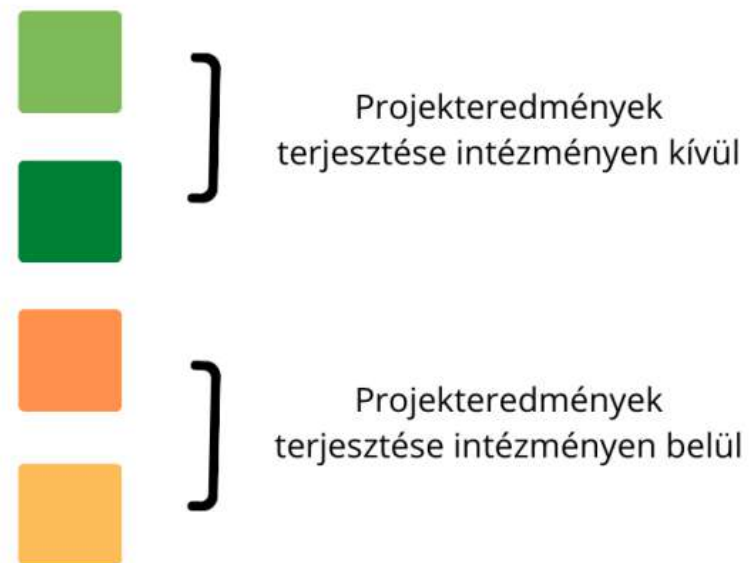 Projekteredmények
terjesztése intézményen kívül
Projekteredmények
terjesztése intézményen belül